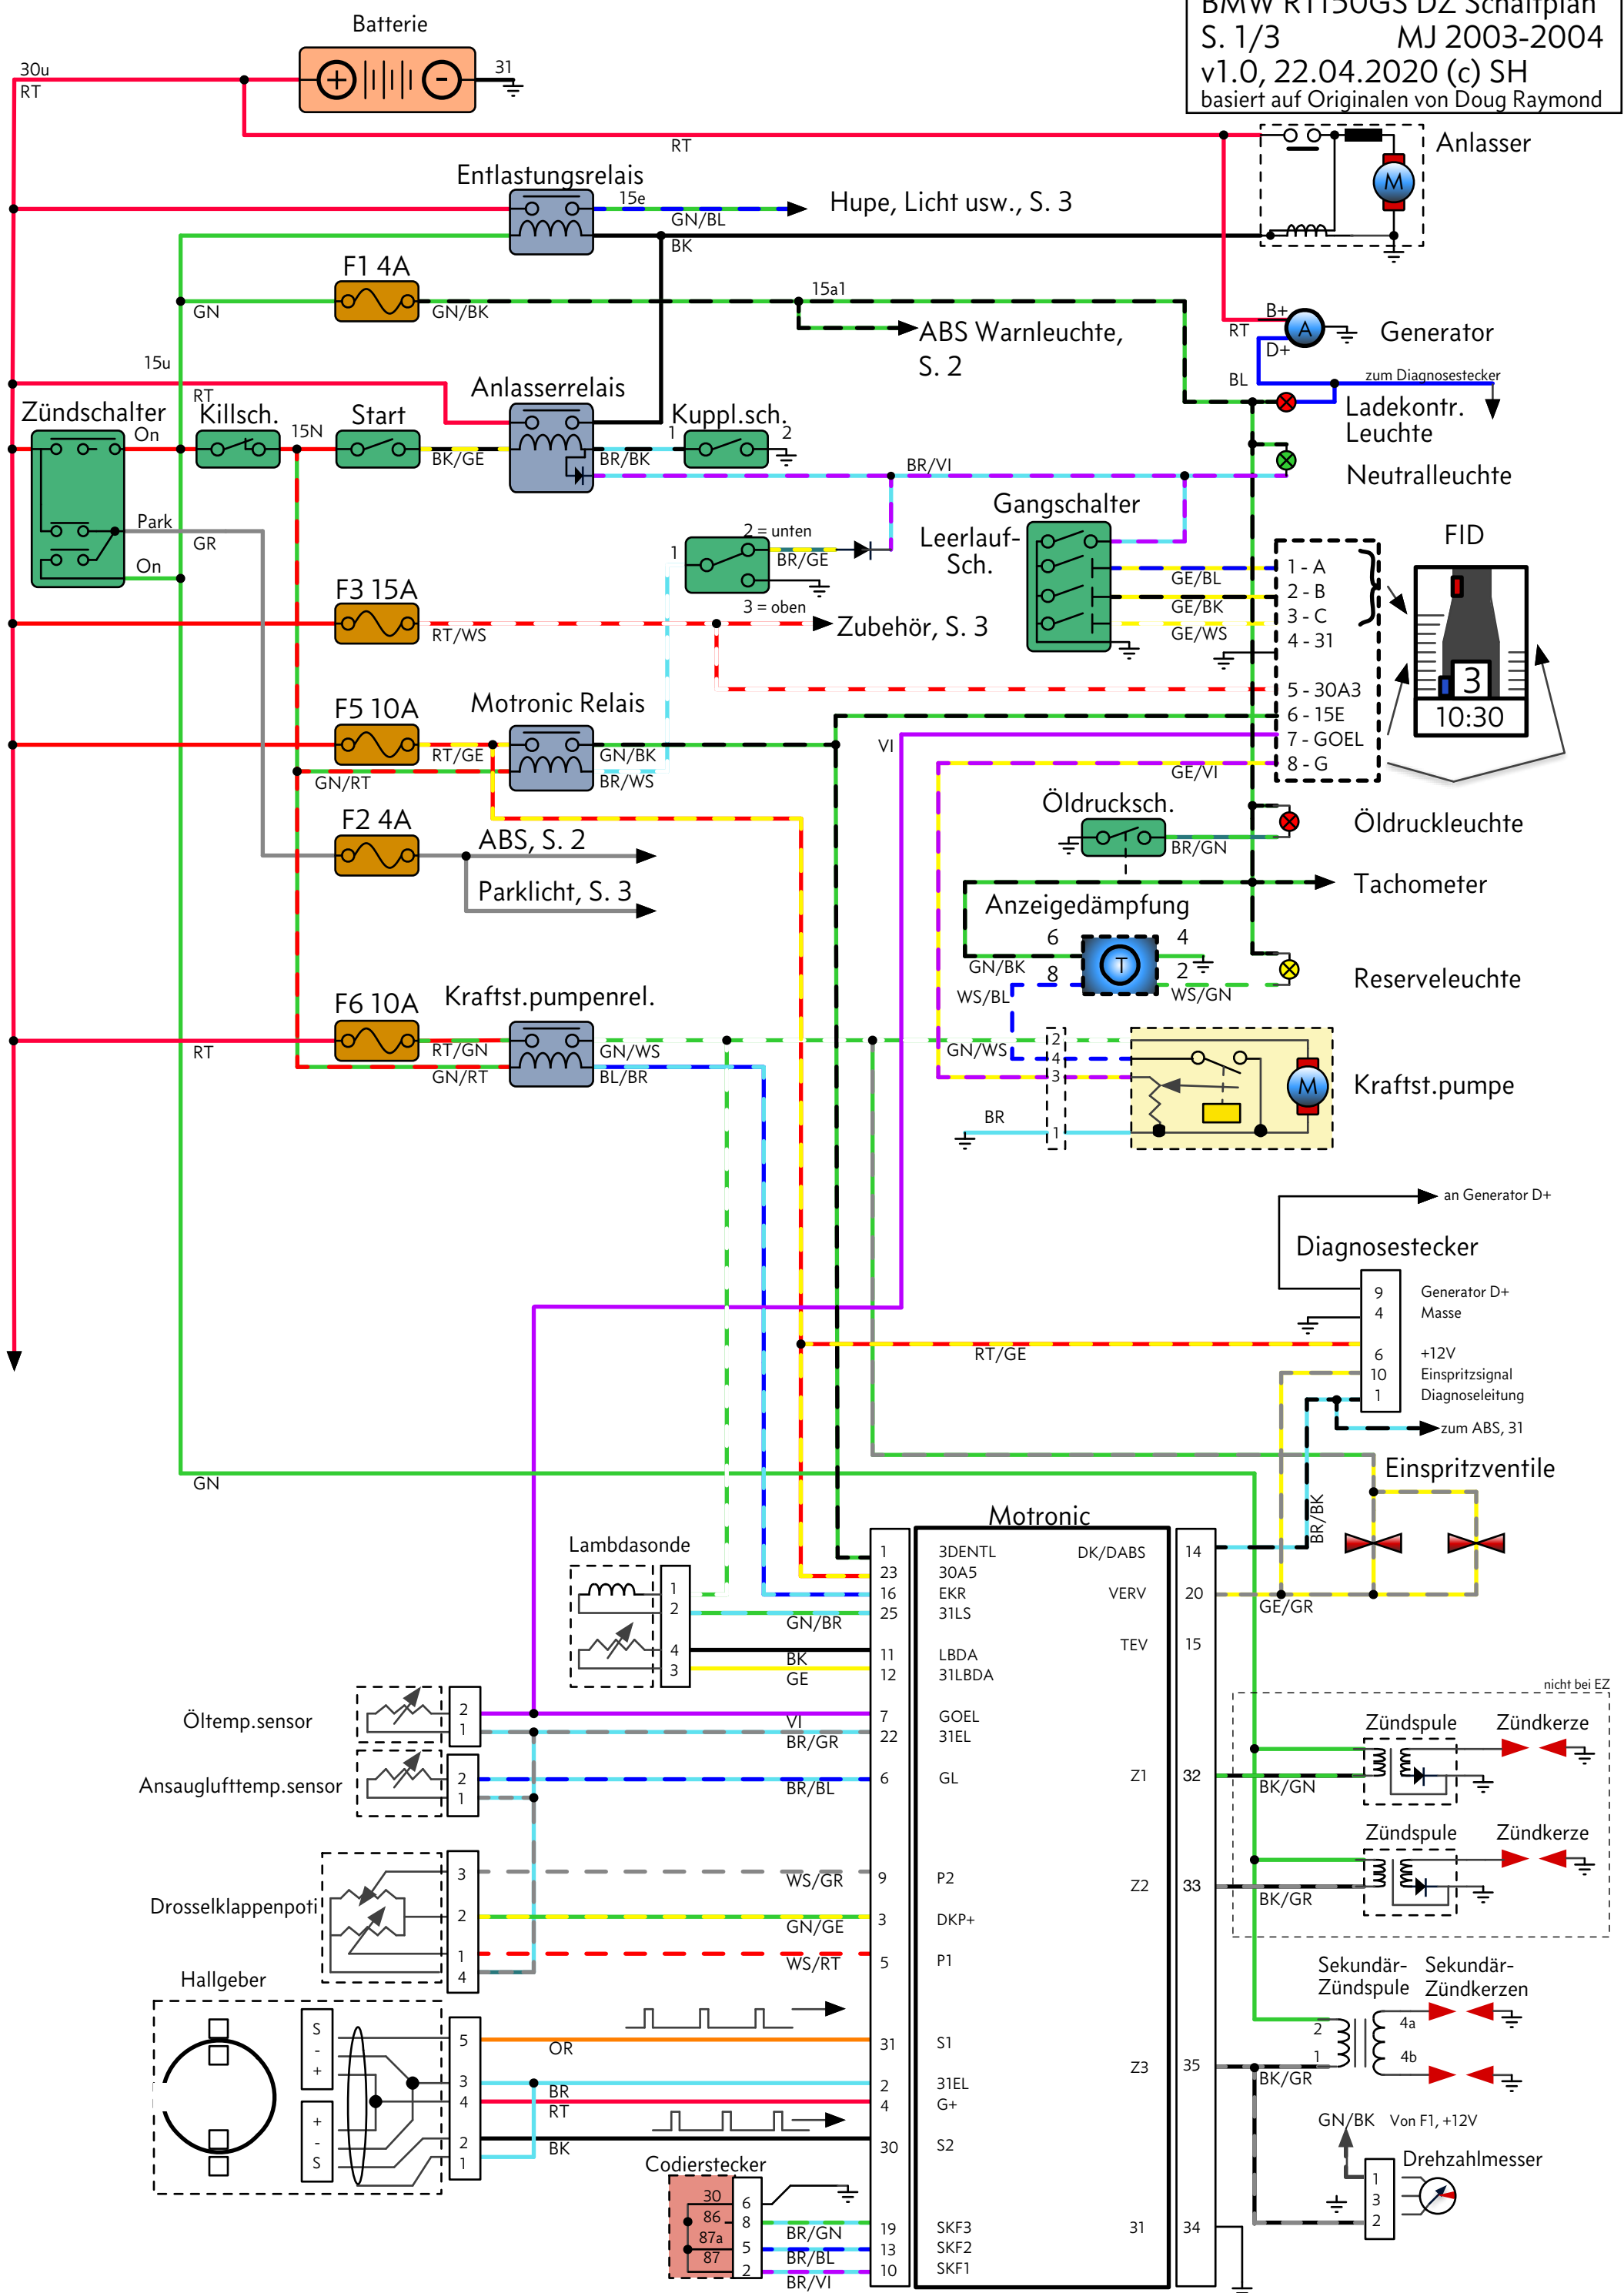 BMW R1150GS DZ Schaltplan
S. 1/3 MJ 2003-2004
v1.0, 22.04.2020 (c) SH
basiert auf Originalen von Doug Raymond
Batterie
30u
RT
31
RT
Anlasser
M
Entlastungsrelais
15e
GN/BL
Hupe, Licht usw., S. 3
BK
F1 4A
GN
GN/BK
15a1
ABS Warnleuchte,
S. 2
B+
RT
A
D+
Generator
BL
zum Diagnosestecker
Ladekontr.
Leuchte
15u
RT
Anlasserrelais
Zündschalter
On
Killsch.
15N
Start
BK/GE
BR/BK
Kuppl.sch.
1
2
BR/VI
Neutralleuchte
Park
GR
On
Gangschalter
Leerlauf-
Sch.
2 = unten
1
BR/GE
3 = oben
GE/BL
GE/BK
GE/WS
1 - A
2 - B
3 - C
4 - 31
5 - 30A3
6 - 15E
7 - GOEL
8 - G
FID
3
10:30
F3 15A
RT/WS
Zubehör, S. 3
F5 10A
RT/GE
GN/RT
Motronic Relais
GN/BK
BR/WS
VI
GE/VI
F2 4A
ABS, S. 2
Parklicht, S. 3
Öldrucksch.
BR/GN
Öldruckleuchte
Tachometer
Anzeigedämpfung
6
4
T
GN/BK
8
2
WS/BL
WS/GN
Reserveleuchte
F6 10A
RT
RT/GN
GN/RT
Kraftst.pumpenrel.
GN/WS
BL/BR
GN/WS
2
4
3
1
BR
M
Kraftst.pumpe
an Generator D+
Diagnosestecker
9 Generator D+
4 Masse
6 +12V
10 Einspritzsignal
1 Diagnoseleitung
zum ABS, 31
RT/GE
GN
Einspritzventile
BR/BK
GE/GR
Motronic
1 3DENTL
23 30A5
16 EKR
25 31LS
11 LBDA
12 31LBDA
7 GOEL
22 31EL
6 GL
9 P2
3 DKP+
5 P1
31 S1
2 31EL
4 G+
30 S2
19 SKF3
13 SKF2
10 SKF1
DK/DABS 14
VERV 20
TEV 15
Z1 32
Z2 33
Z3 35
31 34
Lambdasonde
1
2
4
3
GN/BR
BK
GE
Öltemp.sensor
2
1
VI
BR/GR
Ansauglufttemp.sensor
2
1
BR/BL
Drosselklappenpoti
3
2
1
4
WS/GR
GN/GE
WS/RT
Hallgeber
S
-
+
+
-
S
5
3
4
2
1
OR
BR
RT
BK
Codierstecker
30
86
87a
87
6
8
5
2
BR/GN
BR/BL
BR/VI
nicht bei EZ
Zündspule Zündkerze
BK/GN
Zündspule Zündkerze
BK/GR
Sekundär-
Zündspule
Sekundär-
Zündkerzen
2
1
4a
4b
BK/GR
GN/BK Von F1, +12V
Drehzahlmesser
1
3
2